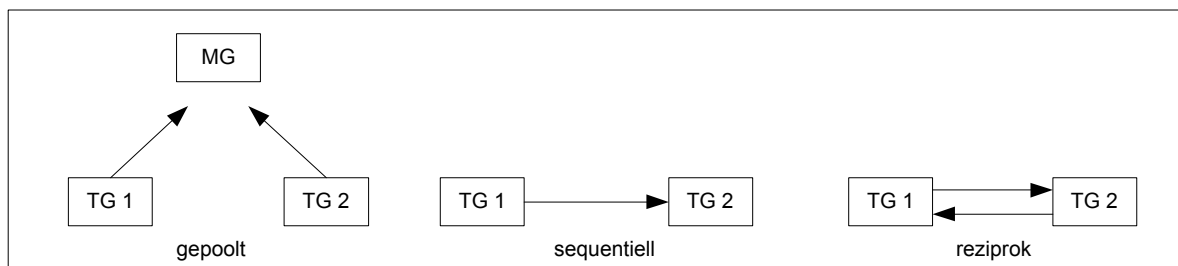 MG
TG 1
TG 2
TG 1
TG 2
TG 1
TG 2
gepoolt
sequentiell
reziprok